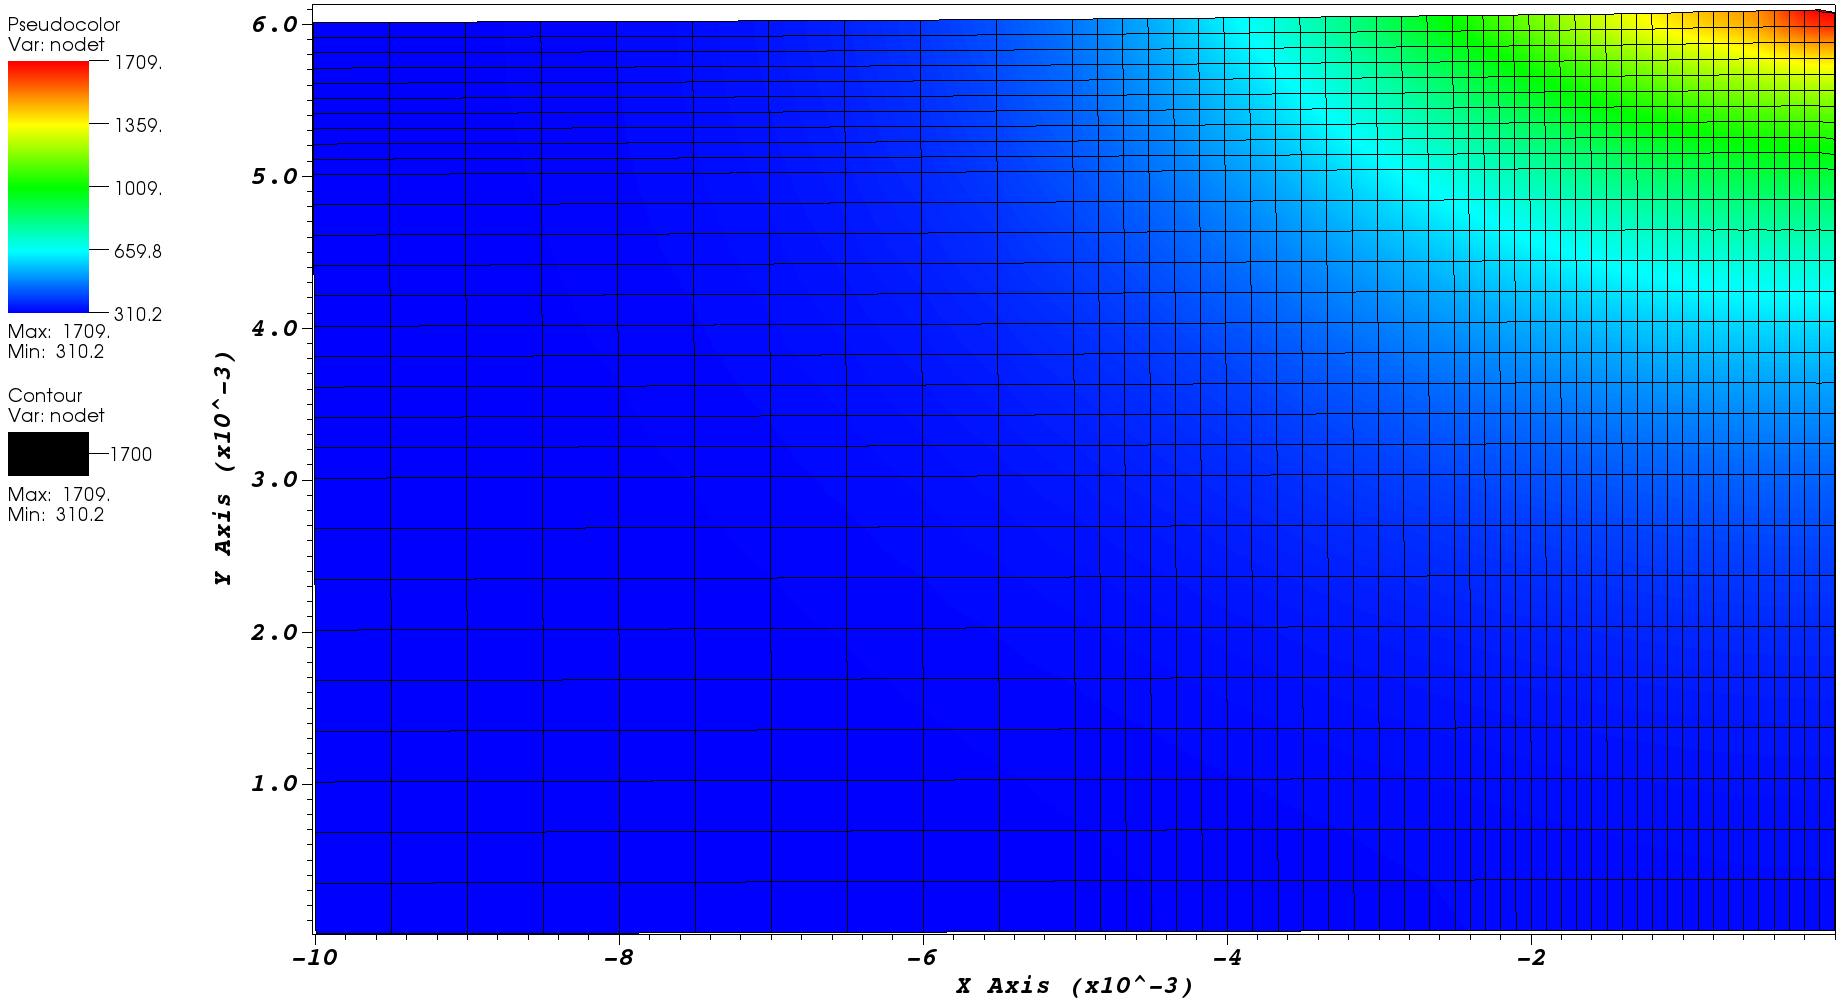 Pseudocolor
Var: nodet
1709.
1359.
1009.
659.8
310.2
Max: 1709.
Min: 310.2
Contour
Var: nodet
1700
Max: 1709.
Min: 310.2
Y Axis (x10^-3)
6.0
5.0
4.0
3.0
2.0
1.0
-10 -8 -6 -4 -2
X Axis (x10^-3)